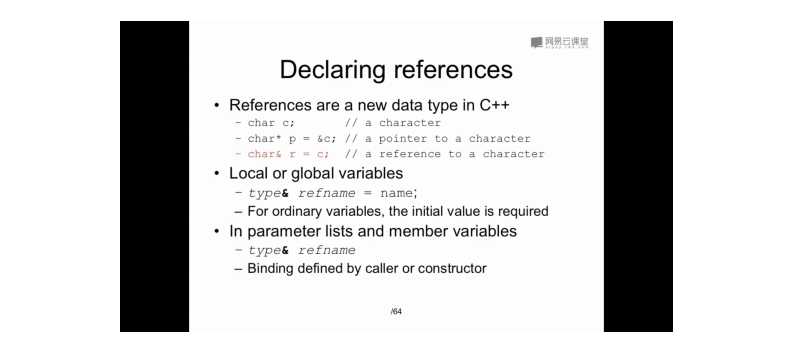 网易云课堂
Declaring references
• References are a new data type in C++
– char c; // a character
– char* p = &c; // a pointer to a character
– char& r = c; // a reference to a character
• Local or global variables
– type& refname = name;
– For ordinary variables, the initial value is required
• In parameter lists and member variables
– type& refname
– Binding defined by caller or constructor
/64